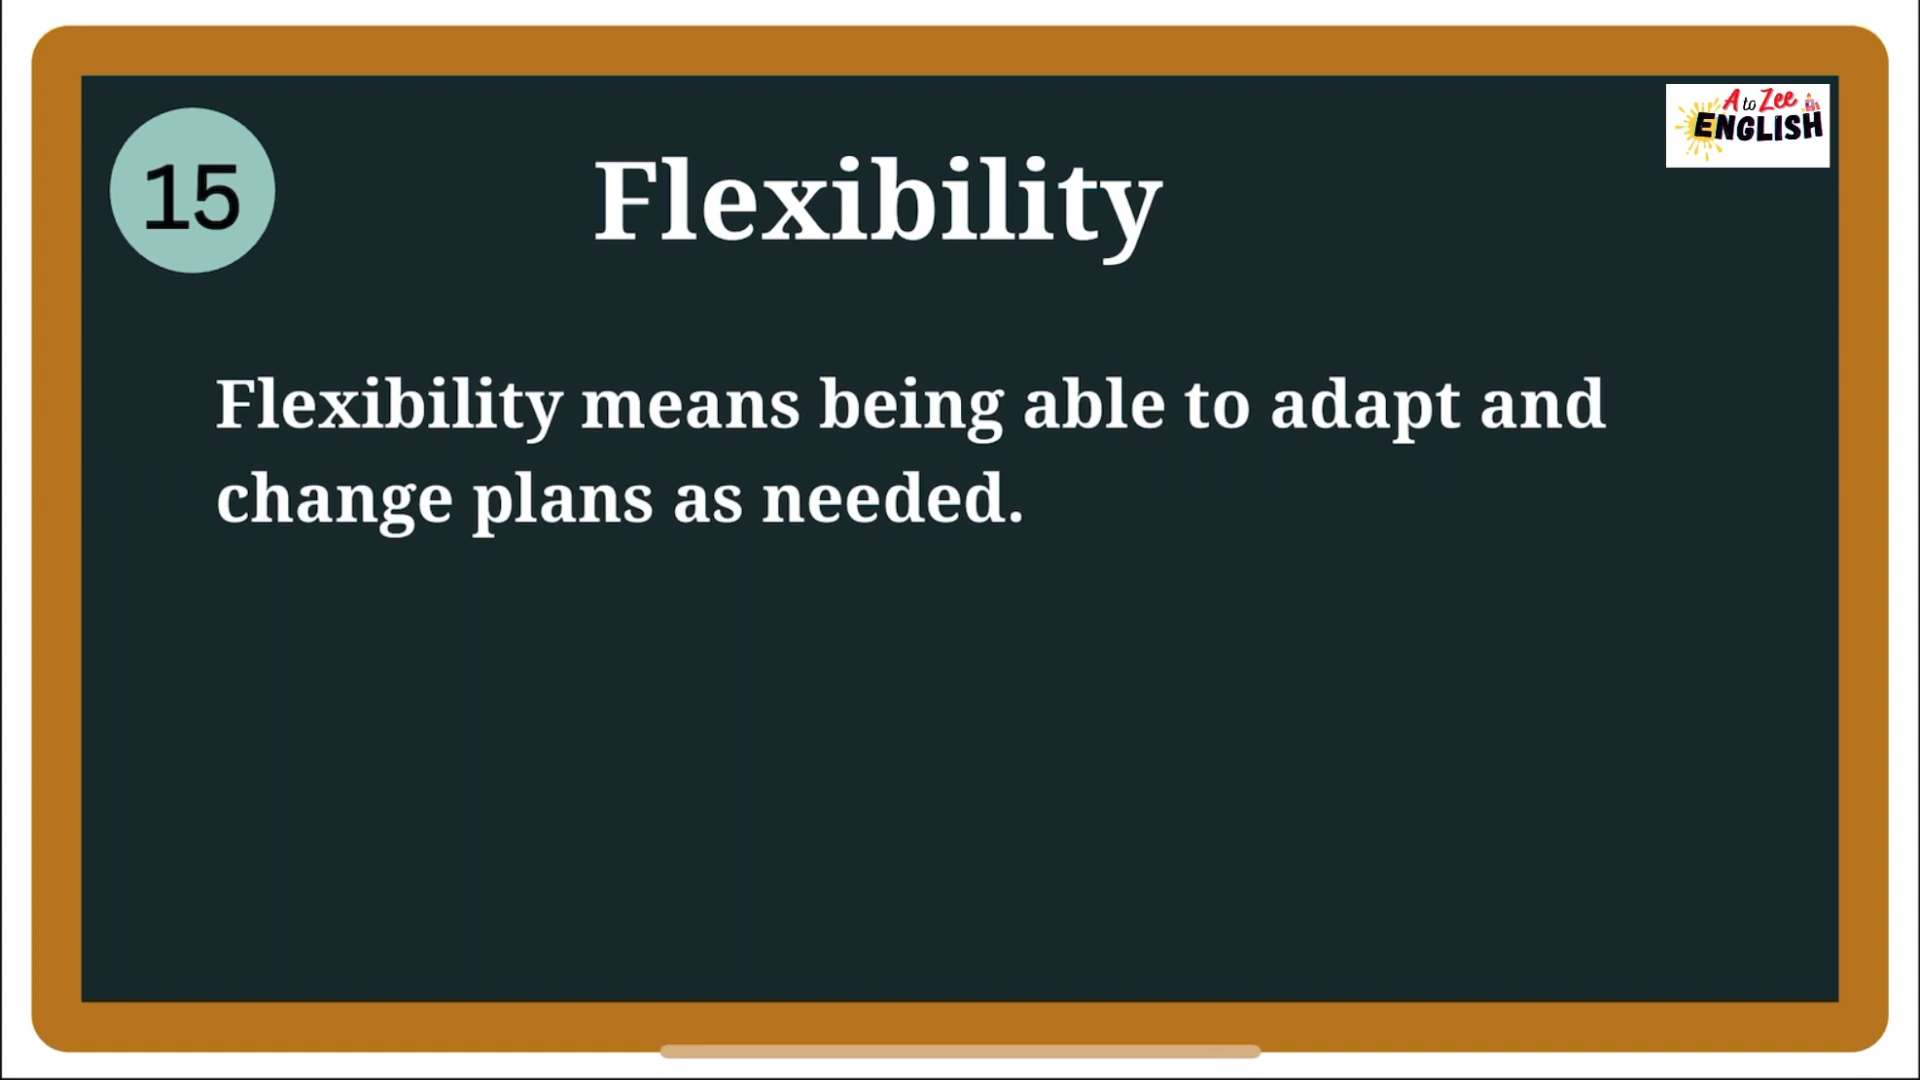 15
A to Zee
ENGLISH
Flexibility
Flexibility means being able to adapt and
change plans as needed.